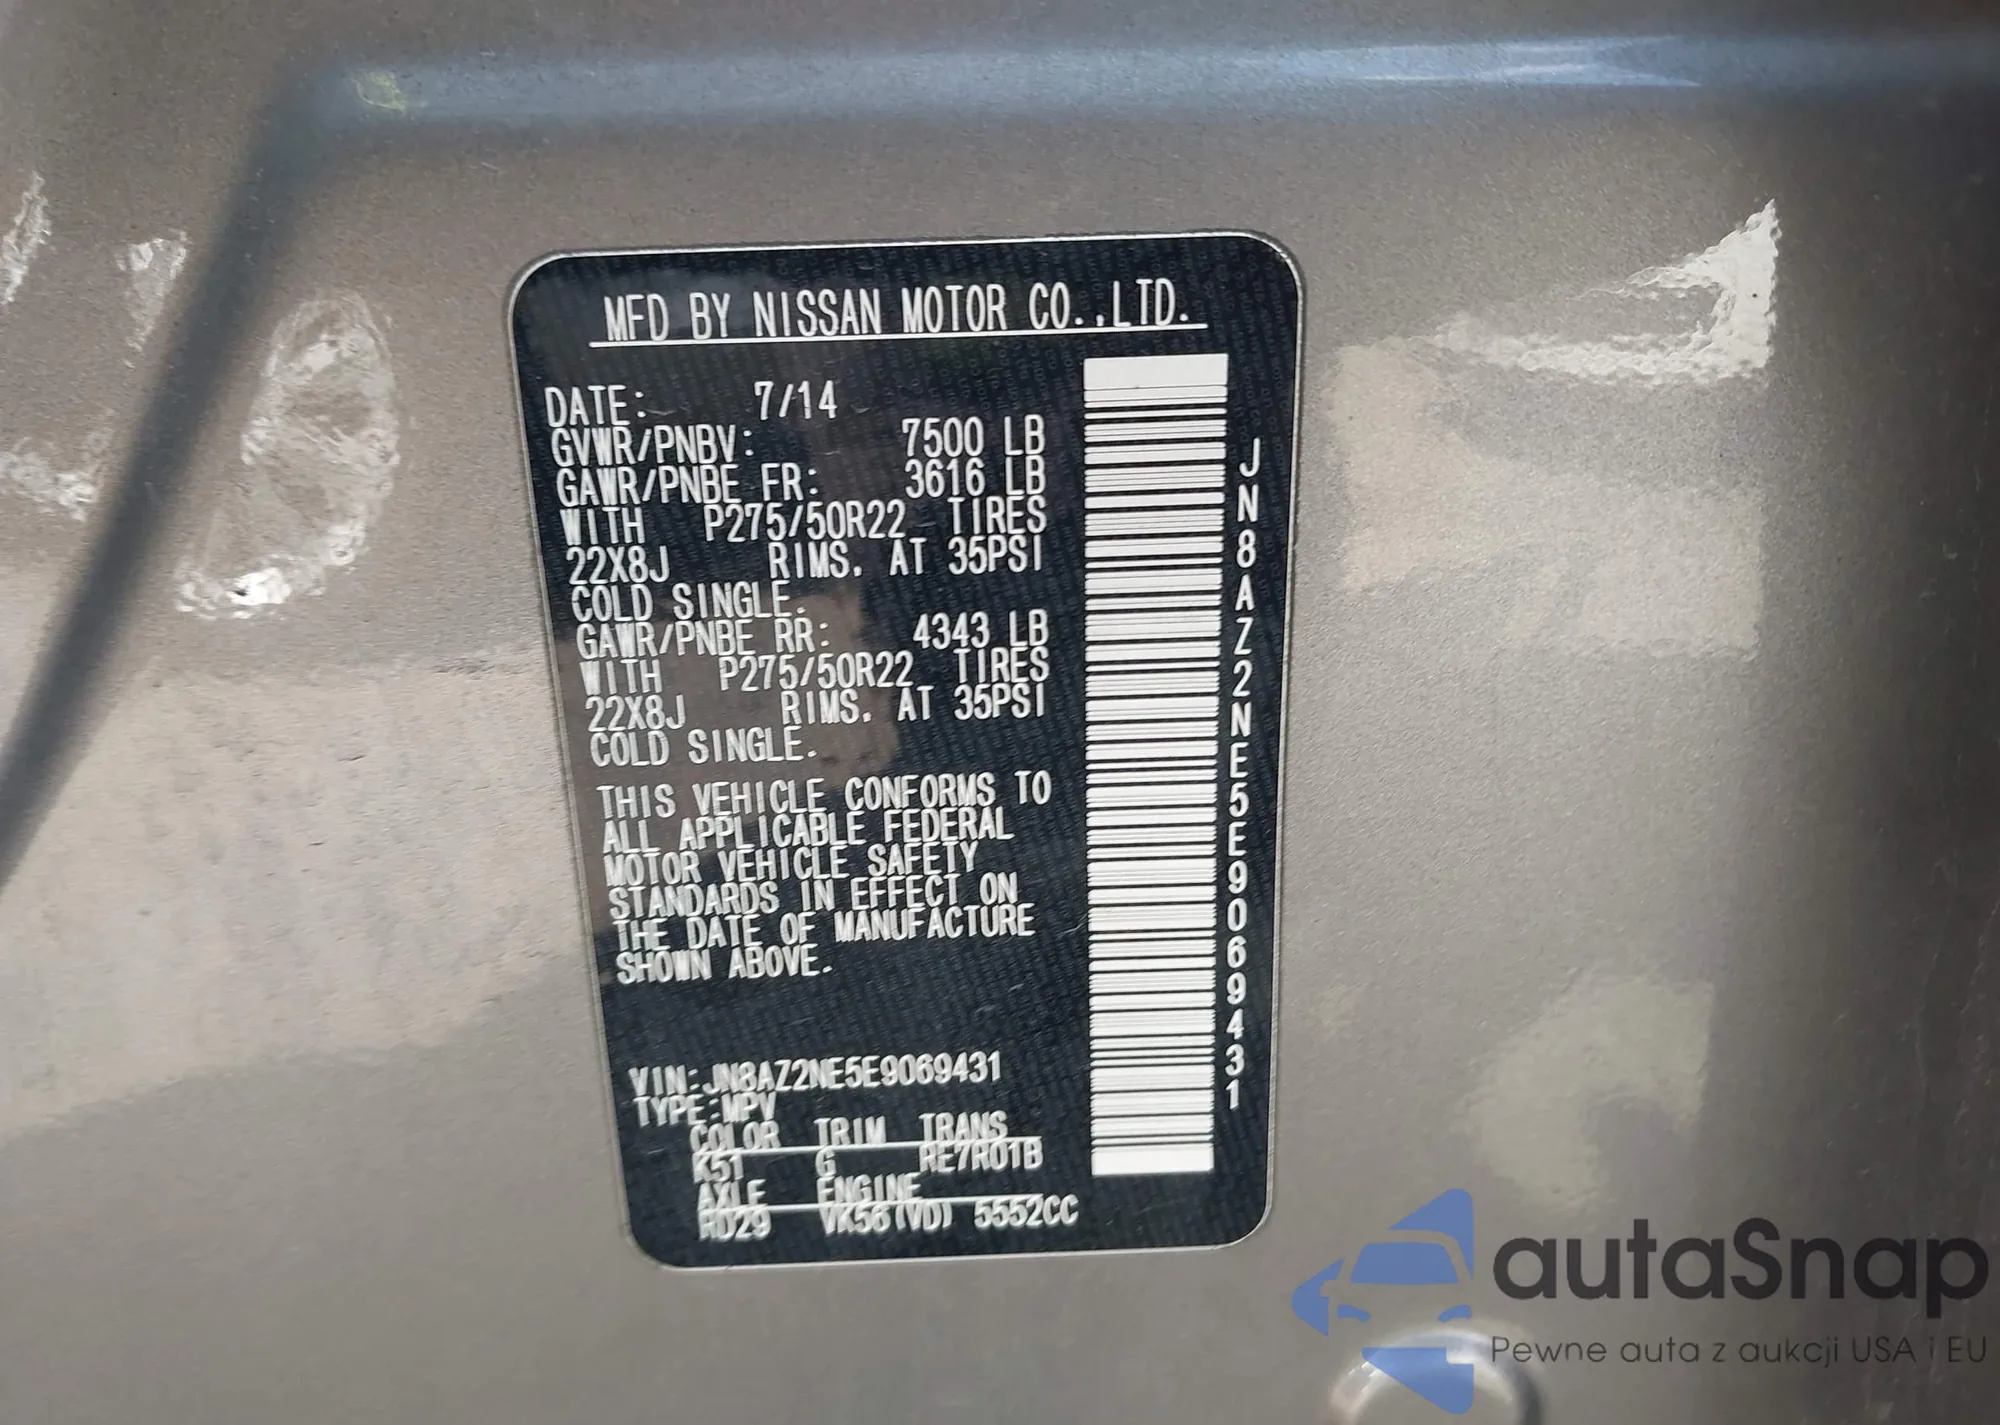 MFD BY NISSAN MOTOR CO.,LTD.
DATE: 7/14
GVWR/PNBV: 7500 LB
GAWR/PNBE FR: 3616 LB
WITH P275/50R22 TIRES
22X8J RIMS. AT 35PSI
COLD SINGLE.
GAWR/PNBE RR: 4343 LB
WITH P275/50R22 TIRES
22X8J RIMS. AT 35PSI
COLD SINGLE.
THIS VEHICLE CONFORMS TO
ALL APPLICABLE FEDERAL
MOTOR VEHICLE SAFETY
STANDARDS IN EFFECT ON
THE DATE OF MANUFACTURE
SHOWN ABOVE.
VIN:JN8AZ2NE5E9069431
TYPE:MPV
COLOR TRIM TRANS
K51 G RE7R01B
AXLE ENGINE
RD29 VK56(VD) 5552CC
JN8AZ2NE5E9069431
autaSnap
Pewne auta z aukcji USA i EU